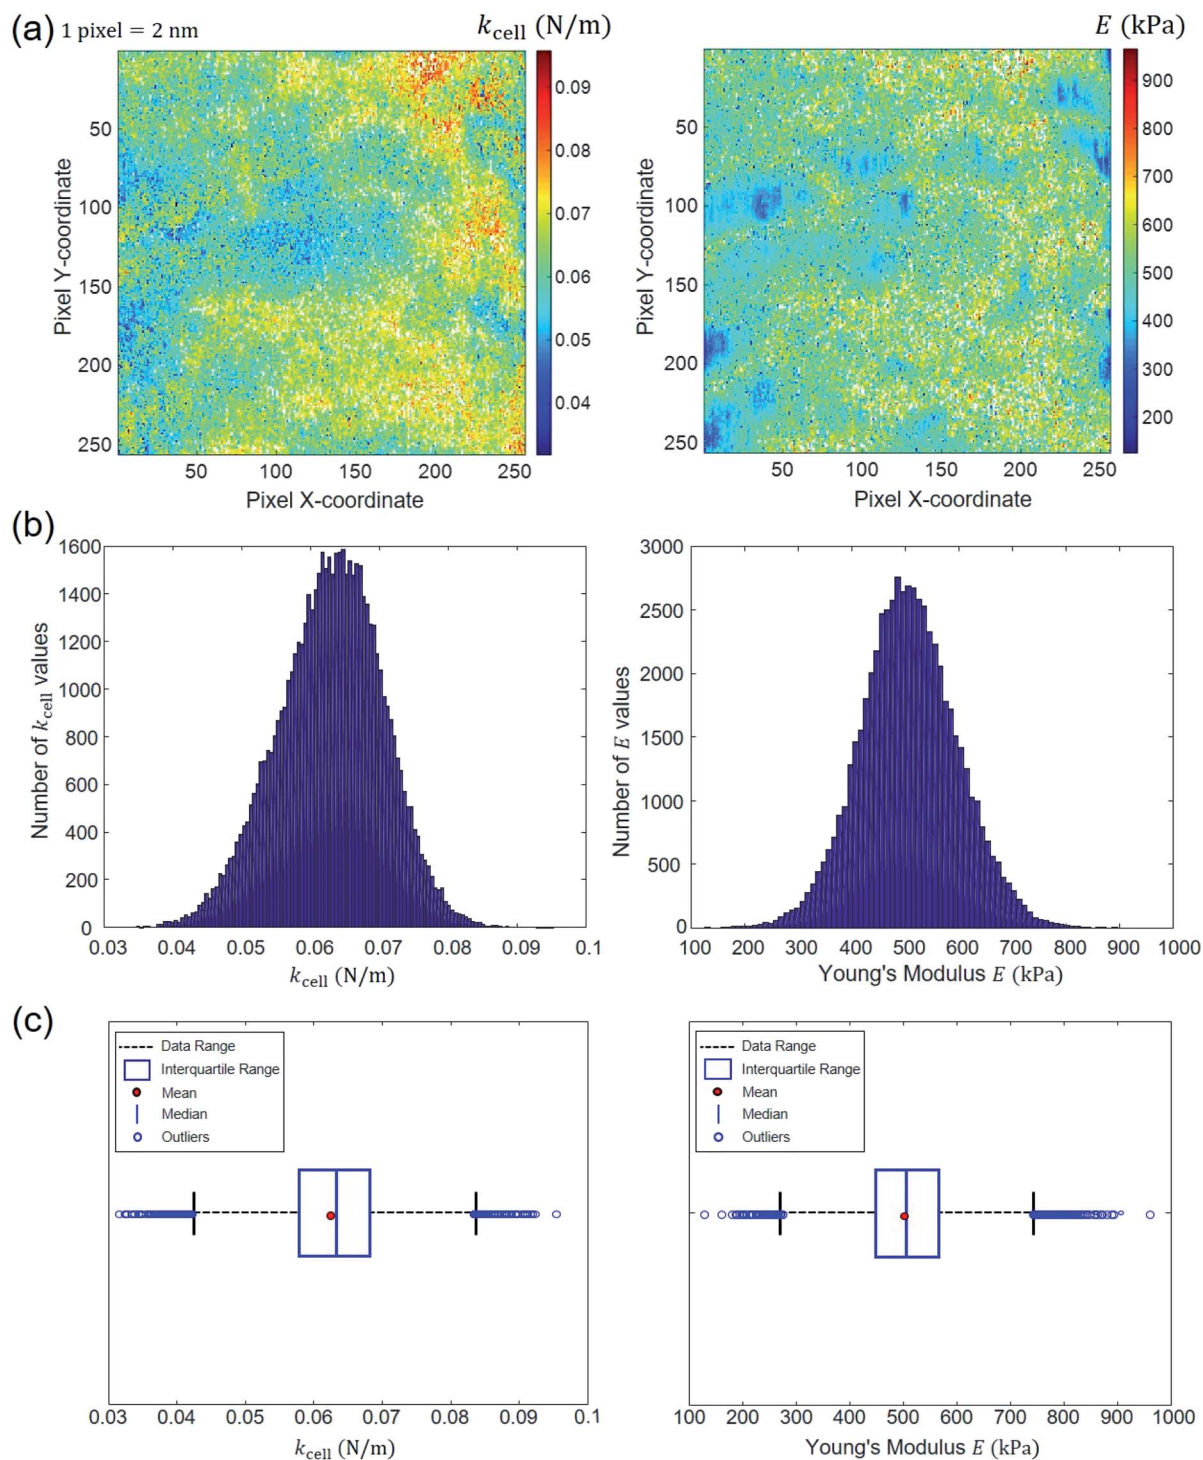 (a) 1 pixel = 2 nm k_cell (N/m) E (kPa)
0.09
0.08
0.07
0.06
0.05
0.04
50
100
150
200
250
Pixel Y-coordinate
50 100 150 200 250
Pixel X-coordinate
900
800
700
600
500
400
300
200
50
100
150
200
250
Pixel Y-coordinate
50 100 150 200 250
Pixel X-coordinate
(b)
1600
1400
1200
1000
800
600
400
200
0
Number of k_cell values
0.03 0.04 0.05 0.06 0.07 0.08 0.09 0.1
k_cell (N/m)
3000
2500
2000
1500
1000
500
0
Number of E values
100 200 300 400 500 600 700 800 900 1000
Young's Modulus E (kPa)
(c)
Data Range
Interquartile Range
Mean
Median
Outliers
0.03 0.04 0.05 0.06 0.07 0.08 0.09 0.1
k_cell (N/m)
Data Range
Interquartile Range
Mean
Median
Outliers
100 200 300 400 500 600 700 800 900 1000
Young's Modulus E (kPa)